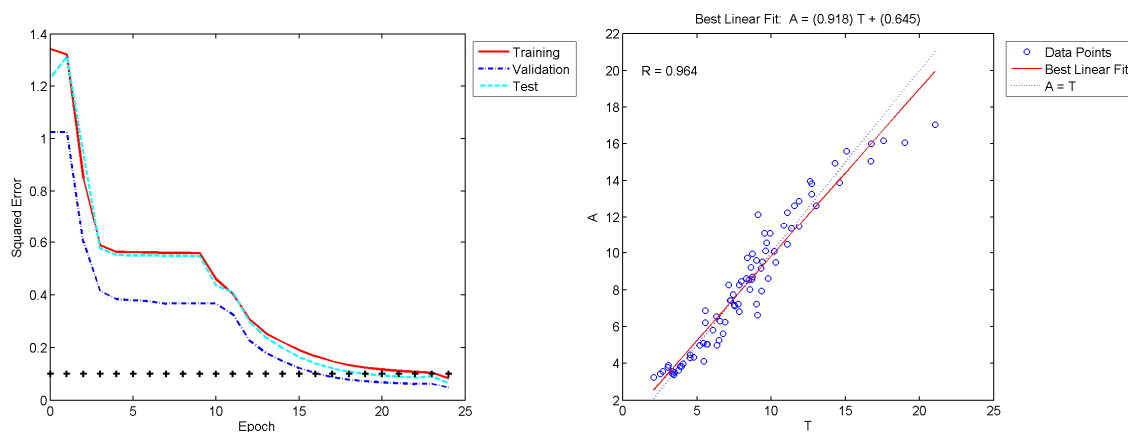 Best Linear Fit:  A = (0.918) T + (0.645)
1.4
1.2
1
0.8
0.6
0.4
0.2
0
0 5 10 15 20 25
Squared Error
Epoch
Training
Validation
Test
22
20
18
16
14
12
10
8
6
4
2
0 5 10 15 20 25
A
T
R = 0.964
Data Points
Best Linear Fit
A = T